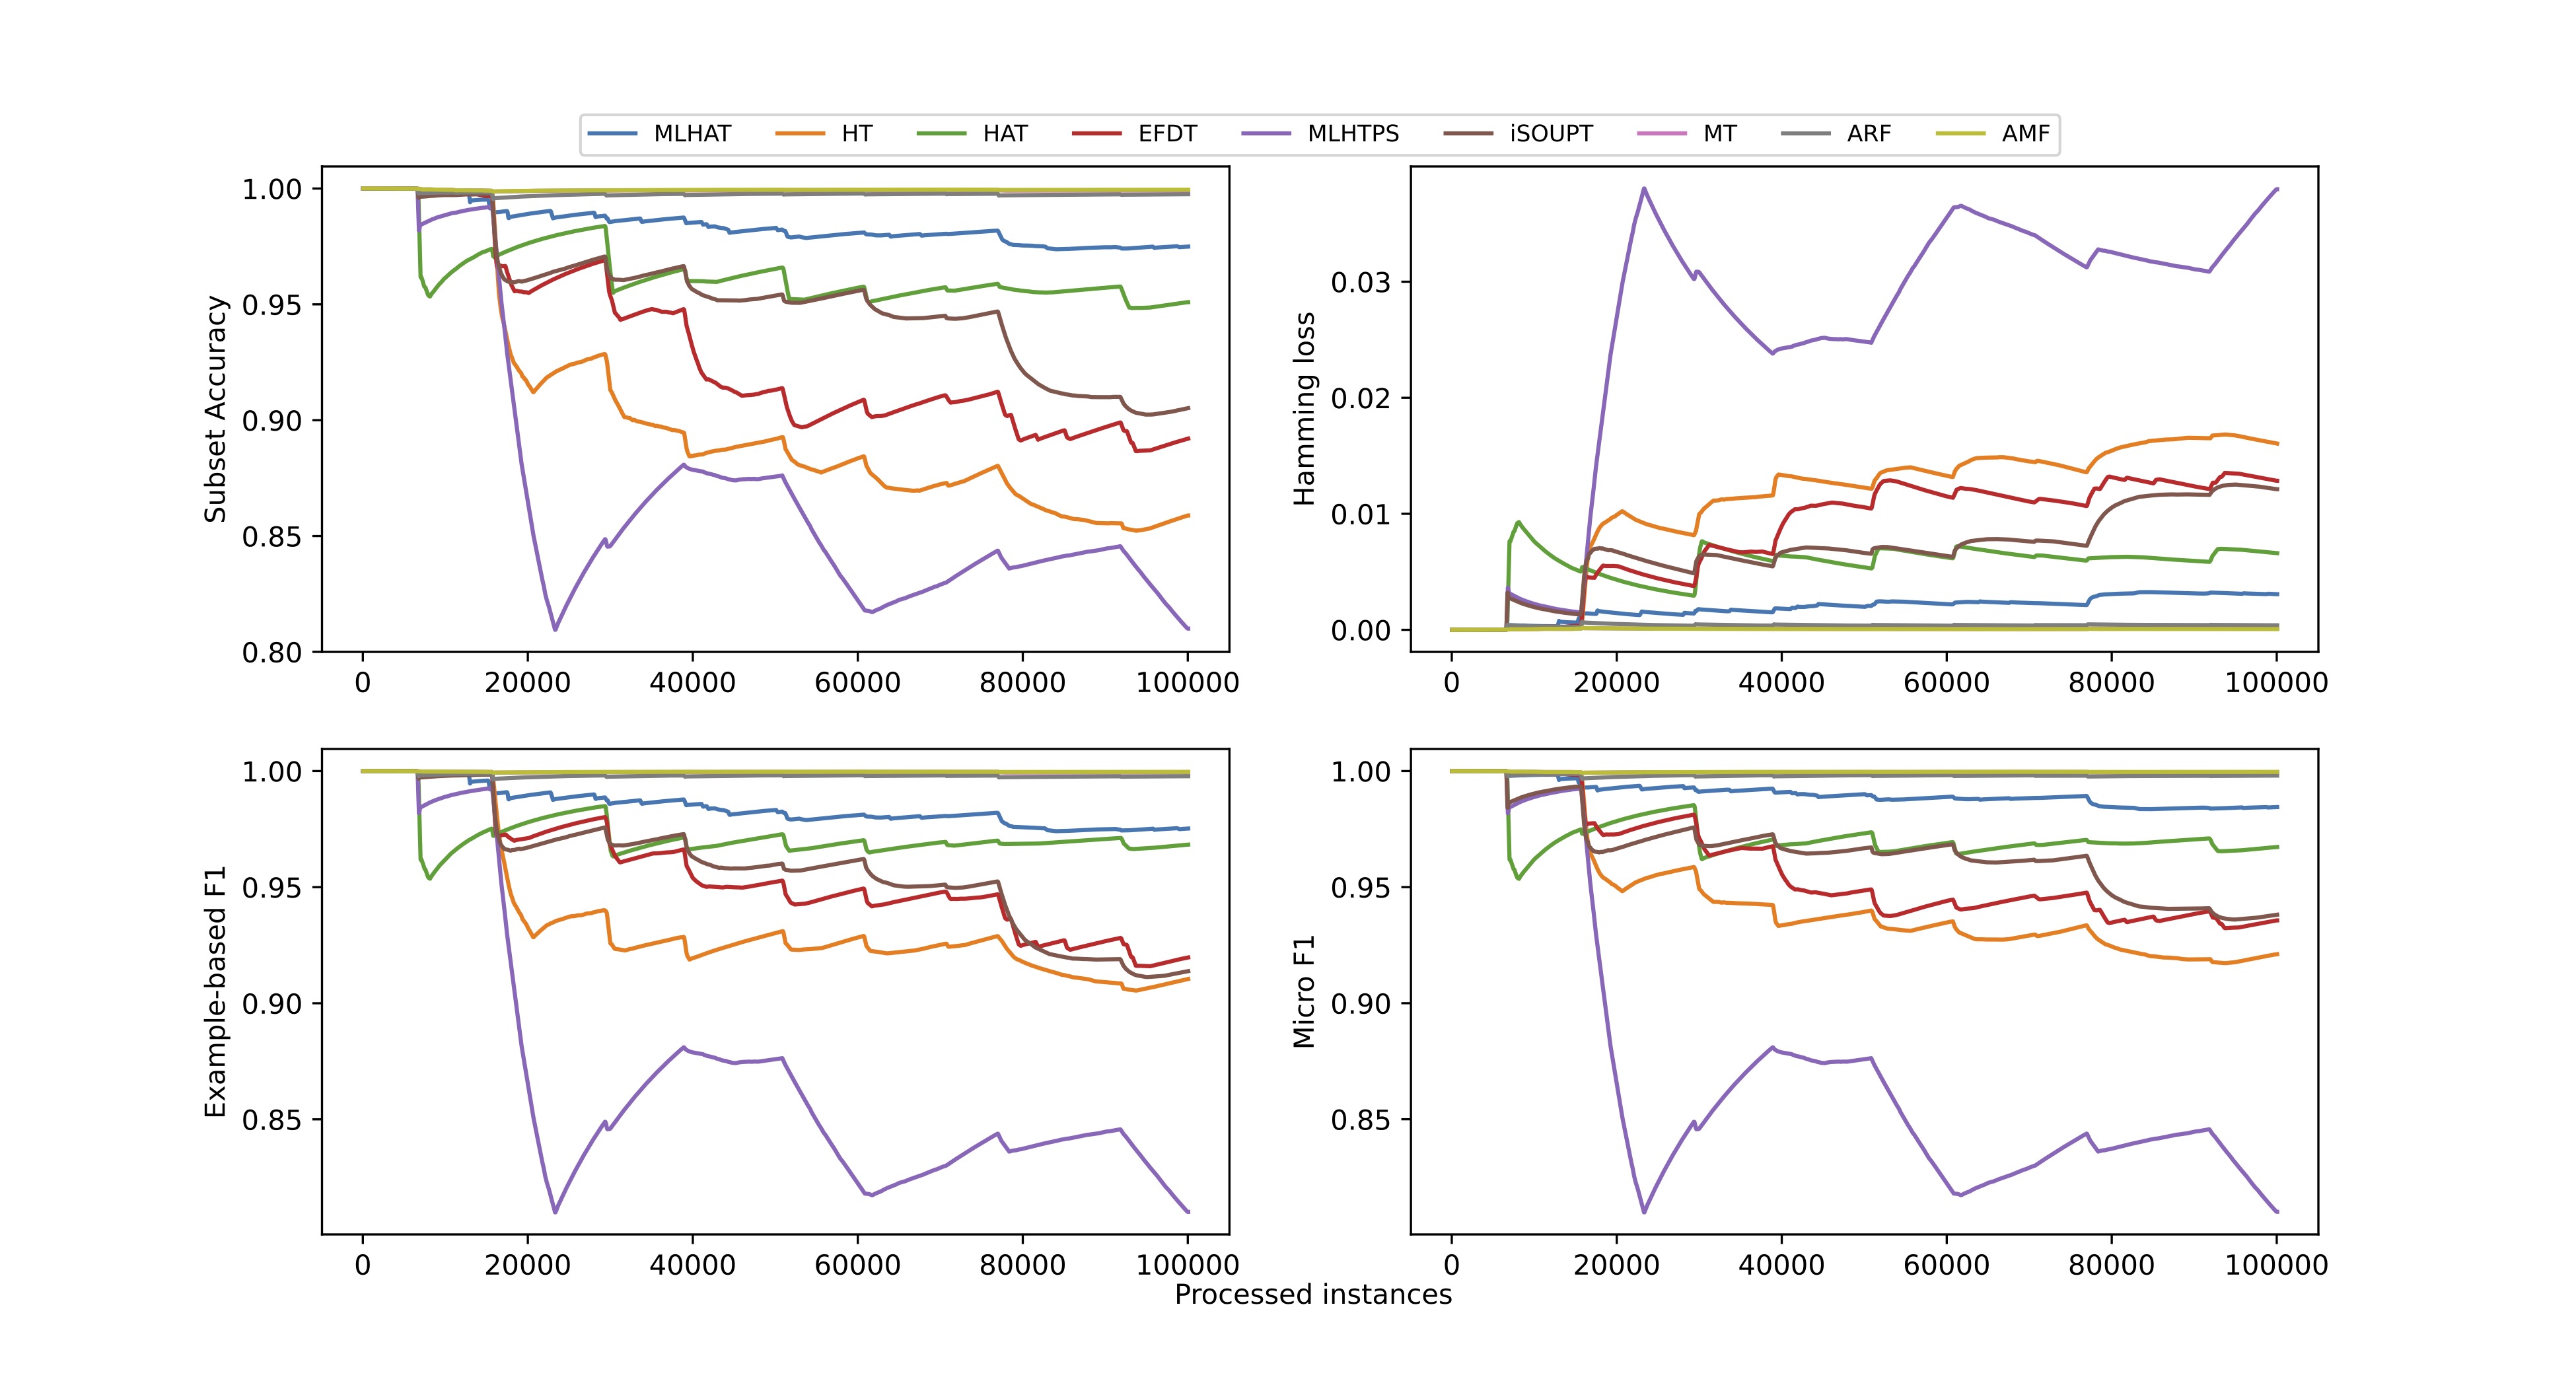 MLHAT HT HAT EFDT MLHTPS iSOUPT MT ARF AMF
Subset Accuracy
1.00
0.95
0.90
0.85
0.80
0 20000 40000 60000 80000 100000
Hamming loss
0.03
0.02
0.01
0.00
0 20000 40000 60000 80000 100000
Example-based F1
1.00
0.95
0.90
0.85
0 20000 40000 60000 80000 100000
Micro F1
1.00
0.95
0.90
0.85
0 20000 40000 60000 80000 100000
Processed instances